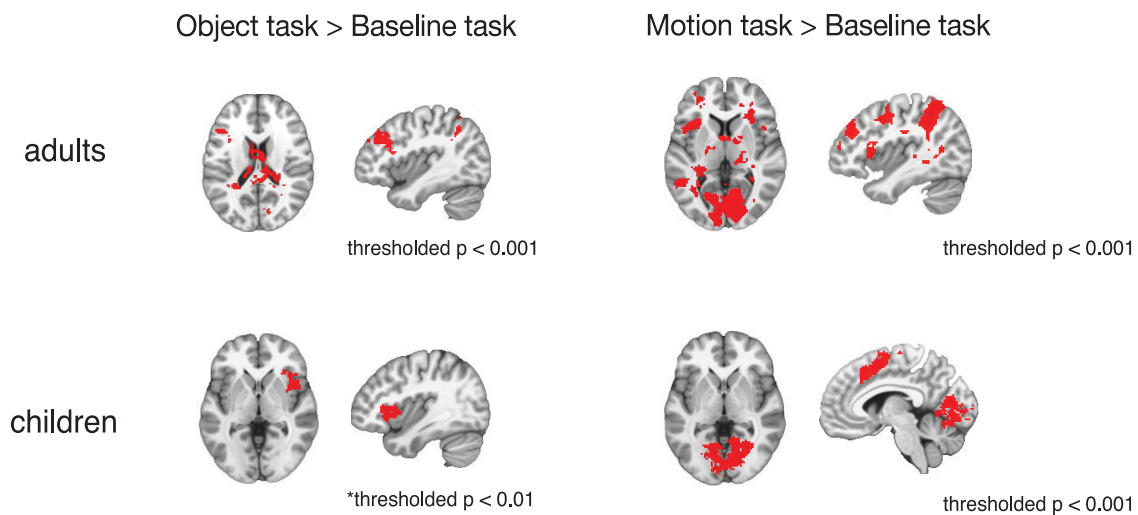 Object task > Baseline task
Motion task > Baseline task
adults
thresholded p < 0.001
thresholded p < 0.001
children
*thresholded p < 0.01
thresholded p < 0.001